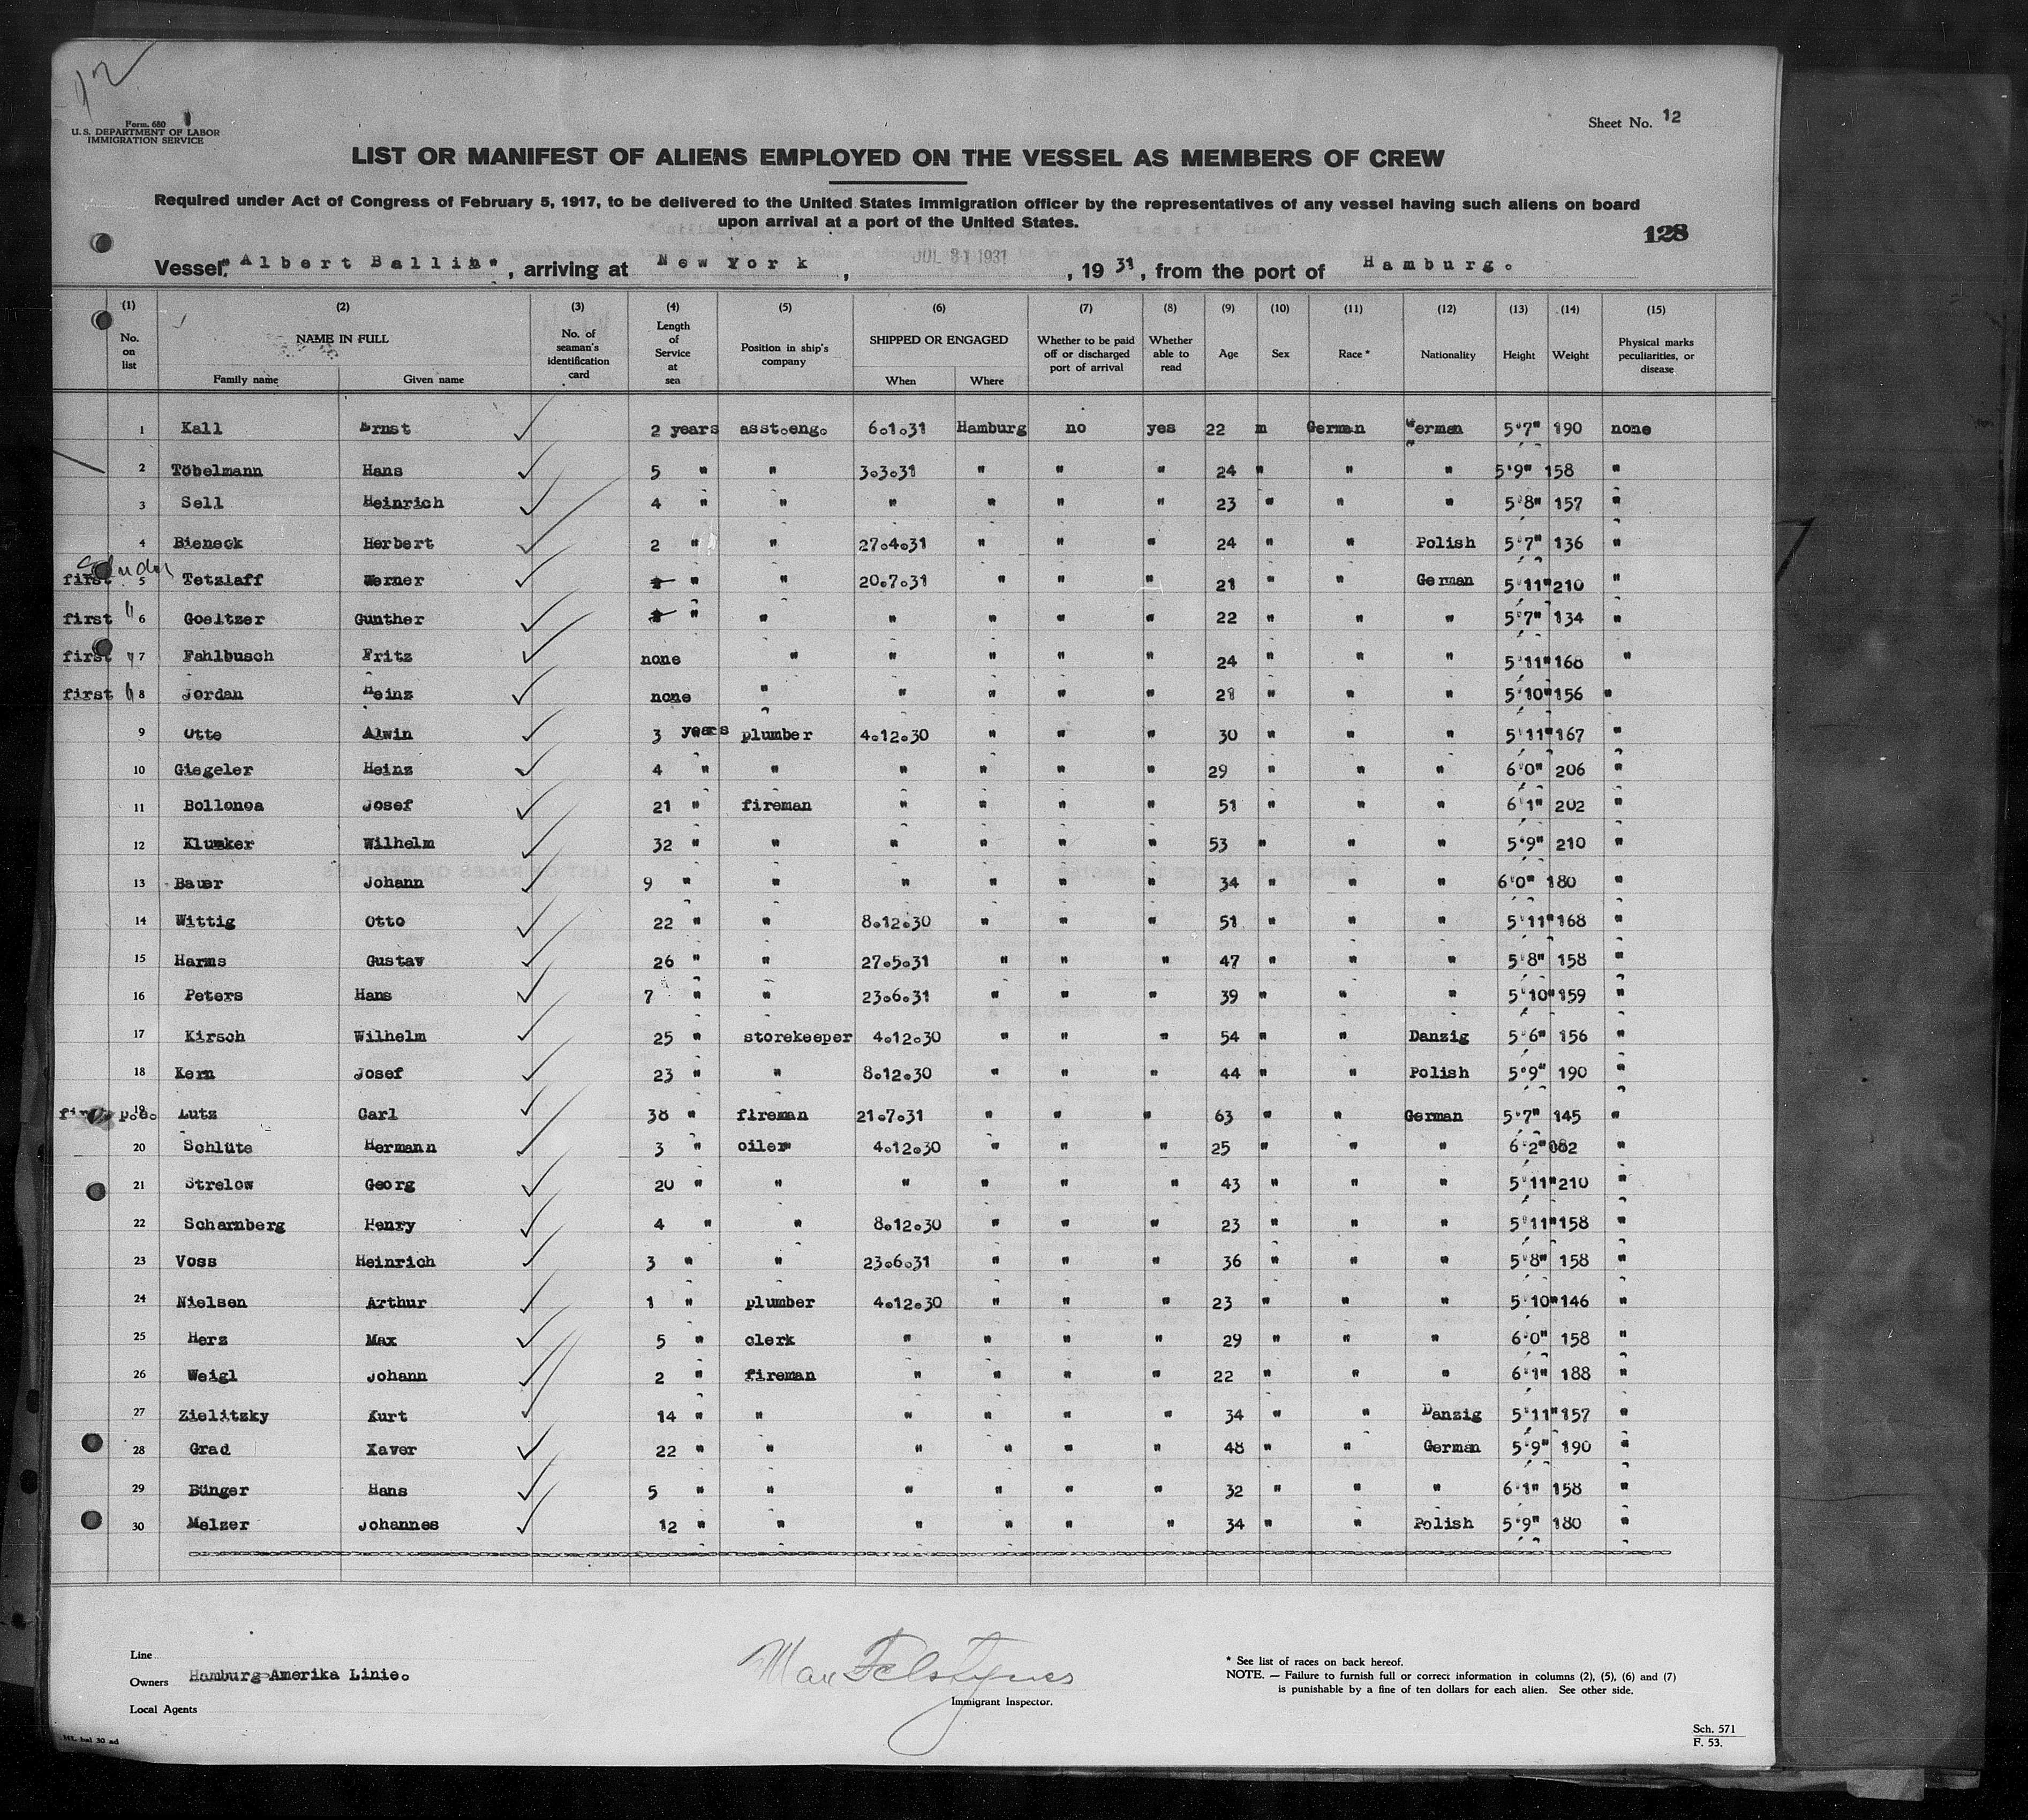 12
Form 680
U.S. DEPARTMENT OF LABOR
IMMIGRATION SERVICE
Sheet No. 12
LIST OR MANIFEST OF ALIENS EMPLOYED ON THE VESSEL AS MEMBERS OF CREW
Required under Act of Congress of February 5, 1917, to be delivered to the United States immigration officer by the representatives of any vessel having such aliens on board
upon arrival at a port of the United States.
128
Vessel "Albert Ballin", arriving at New York, JUL 31 1931, 1931, from the port of Hamburg.
(1) (2) (3) (4) (5) (6) (7) (8) (9) (10) (11) (12) (13) (14) (15)
No. on list NAME IN FULL Family name Given name No. of seaman's identification card Length of Service at sea Position in ship's company SHIPPED OR ENGAGED When Where Whether to be paid off or discharged port of arrival Whether able to read Age Sex Race * Nationality Height Weight Physical marks peculiarities, or disease
1 Kall Ernst 2 years asst.eng. 6.1.31 Hamburg no yes 22 m German German 5'7" 190 none
2 Töbelmann Hans 5 " " 3.3.31 " " " 24 " " " 5'9" 158 "
3 Sell Heinrich 4 " " " " " " 23 " " " 5'8" 157 "
4 Bieneck Herbert 2 " " 27.4.31 " " " 24 " " Polish 5'7" 136 "
first 5 Tetzlaff Werner " " 20.7.31 " " " 21 " " German 5'11" 210 "
first " 6 Goeltzer Gunther " " " " " " 22 " " " 5'7" 134 "
first " 7 Fahlbusch Fritz none " " " " " 24 " " " 5'11" 168 "
first " 8 Jordan Heinz none " " " " " 21 " " " 5'10" 156 "
9 Otto Alwin 3 years plumber 4.12.30 " " " 30 " " " 5'11" 167 "
10 Giegeler Heinz 4 " " " " " " 29 " " " 6'0" 206 "
11 Bollonoa Josef 21 " fireman " " " " 51 " " " 6'1" 202 "
12 Klumker Wilhelm 32 " " " " " " 53 " " " 5'9" 210 "
13 Bauer Johann 9 " " " " " " 34 " " " 6'0" 180 "
14 Wittig Otto 22 " " 8.12.30 " " " 51 " " " 5'11" 168 "
15 Harms Gustav 26 " " 27.5.31 " " " 47 " " " 5'8" 158 "
16 Peters Hans 7 " " 23.6.31 " " " 39 " " " 5'10" 159 "
17 Kirsch Wilhelm 25 " storekeeper 4.12.30 " " " 54 " " Danzig 5'6" 156 "
18 Kern Josef 23 " " 8.12.30 " " " 44 " " Polish 5'9" 190 "
19 Lutz Carl 38 " fireman 21.7.31 " " " 63 " " German 5'7" 145 "
20 Schlüte Hermann 3 " oiler 4.12.30 " " " 25 " " " 6'2" "
21 Strelow Georg 20 " " " " " " 43 " " " 5'11" 210 "
22 Scharnberg Henry 4 " " 8.12.30 " " " 23 " " " 5'11" 158 "
23 Voss Heinrich 3 " " 23.6.31 " " " 36 " " " 5'8" 158 "
24 Nielsen Arthur 1 " plumber 4.12.30 " " " 23 " " " 5'10" 146 "
25 Herz Max 5 " clerk " " " " 29 " " " 6'0" 158 "
26 Weigl Johann 2 " fireman " " " " 22 " " " 6'1" 188 "
27 Zielitzky Kurt 14 " " " " " " 34 " " Danzig 5'11" 157 "
28 Grad Xaver 22 " " " " " " 48 " " German 5'9" 190 "
29 Bünger Hans 5 " " " " " " 32 " " " 6'1" 158 "
30 Melzer Johannes 12 " " " " " " 34 " " Polish 5'9" 180 "
Line
Owners Hamburg-Amerika Linie.
Local Agents
Max
Immigrant Inspector.
* See list of races on back hereof.
NOTE. — Failure to furnish full or correct information in columns (2), (5), (6) and (7)
is punishable by a fine of ten dollars for each alien. See other side.
Sch. 571
F. 53.